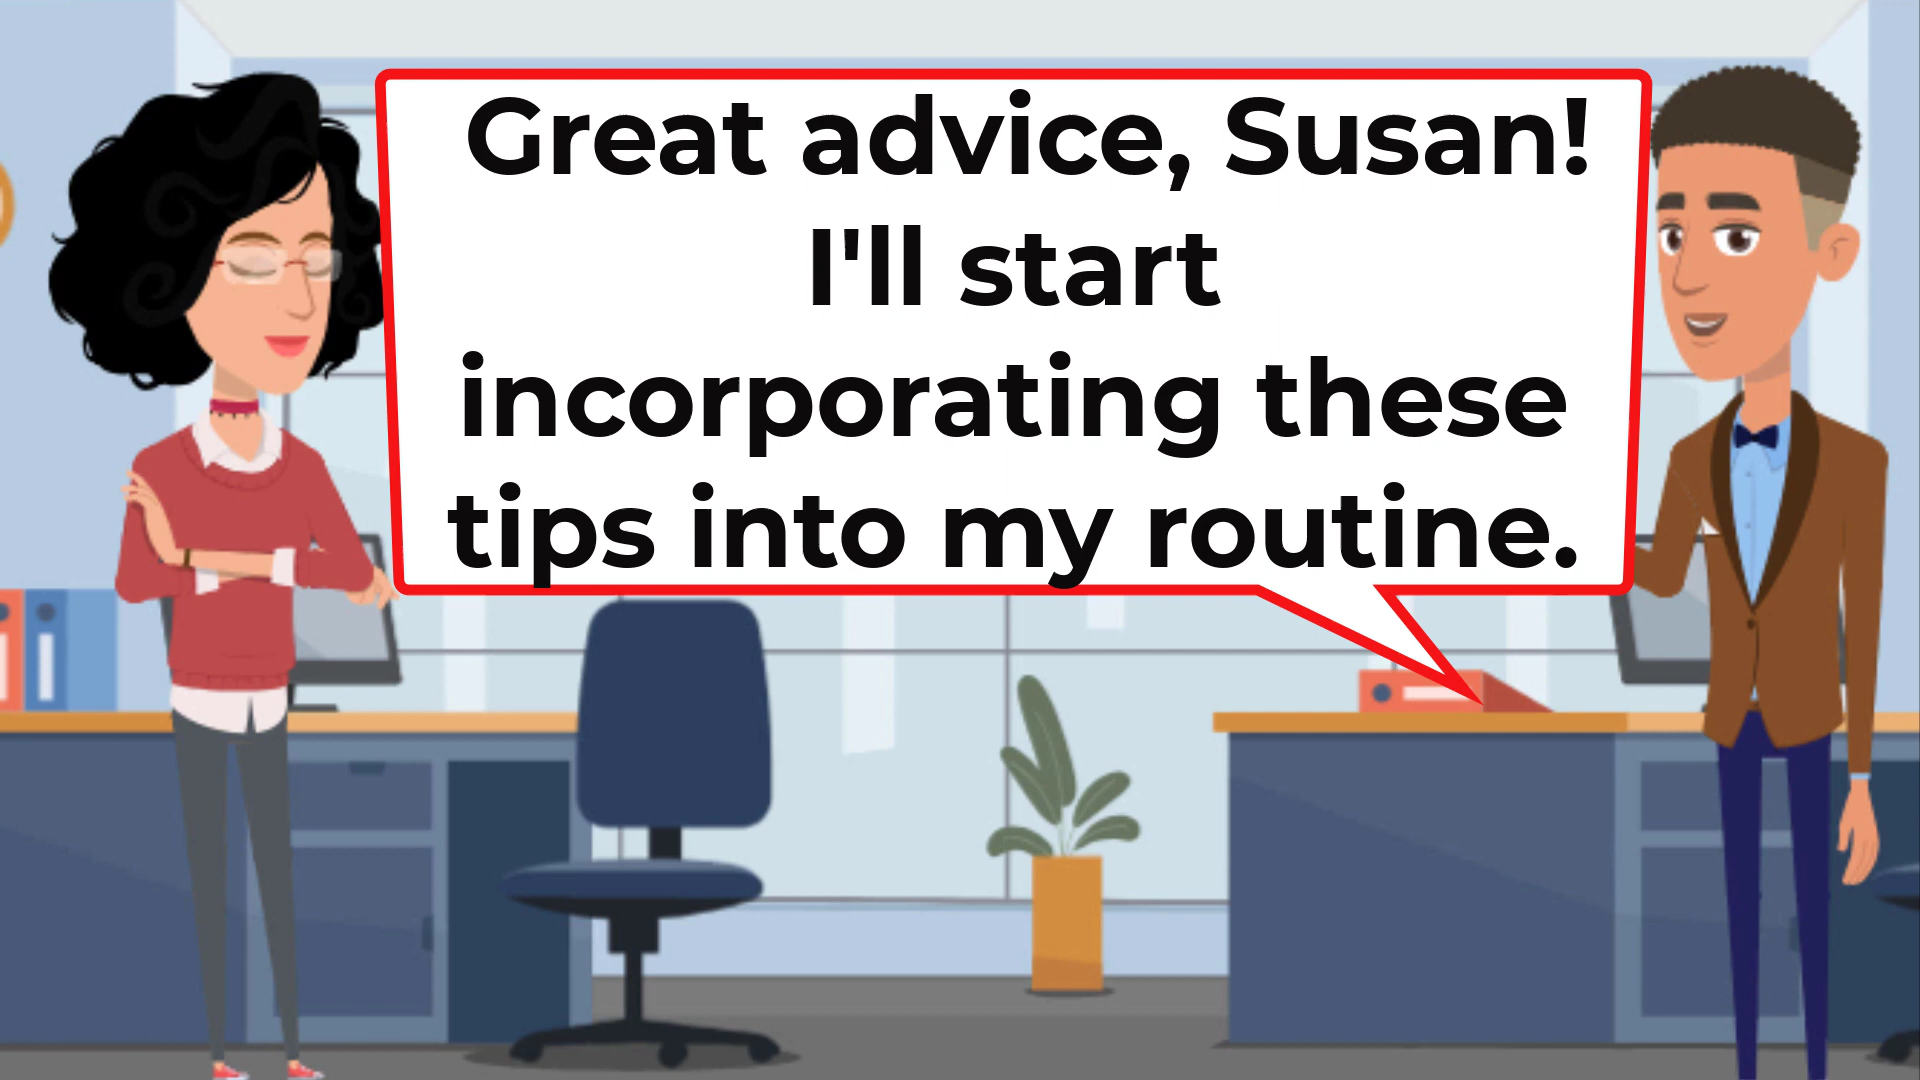 Great advice, Susan!
I'll start
incorporating these
tips into my routine.